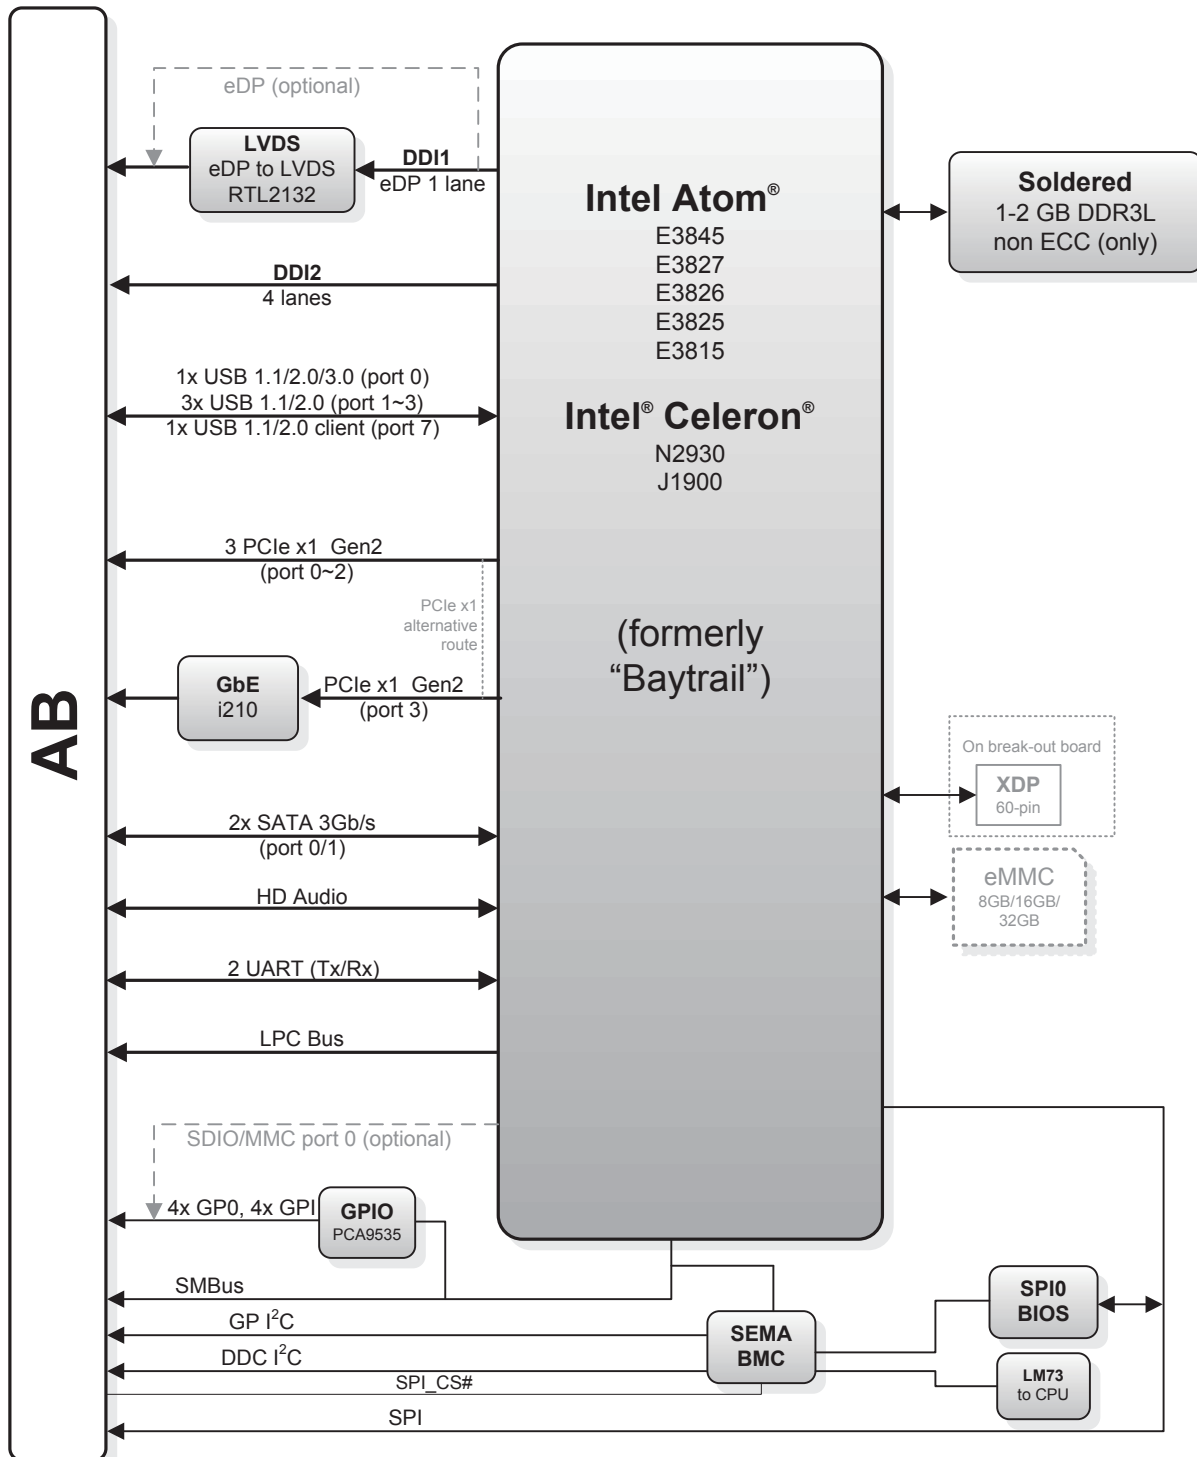 AB
eDP (optional)
LVDS
eDP to LVDS
RTL2132
DDI1
eDP 1 lane
DDI2
4 lanes
1x USB 1.1/2.0/3.0 (port 0)
3x USB 1.1/2.0 (port 1~3)
1x USB 1.1/2.0 client (port 7)
3 PCIe x1 Gen2
(port 0~2)
PCIe x1
alternative
route
GbE
i210
PCIe x1 Gen2
(port 3)
2x SATA 3Gb/s
(port 0/1)
HD Audio
2 UART (Tx/Rx)
LPC Bus
SDIO/MMC port 0 (optional)
4x GP0, 4x GPI
GPIO
PCA9535
SMBus
GP I²C
DDC I²C
SPI_CS#
SPI
Intel Atom®
E3845
E3827
E3826
E3825
E3815
Intel® Celeron®
N2930
J1900
(formerly
“Baytrail”)
SEMA
BMC
Soldered
1-2 GB DDR3L
non ECC (only)
On break-out board
XDP
60-pin
eMMC
8GB/16GB/
32GB
SPI0
BIOS
LM73
to CPU